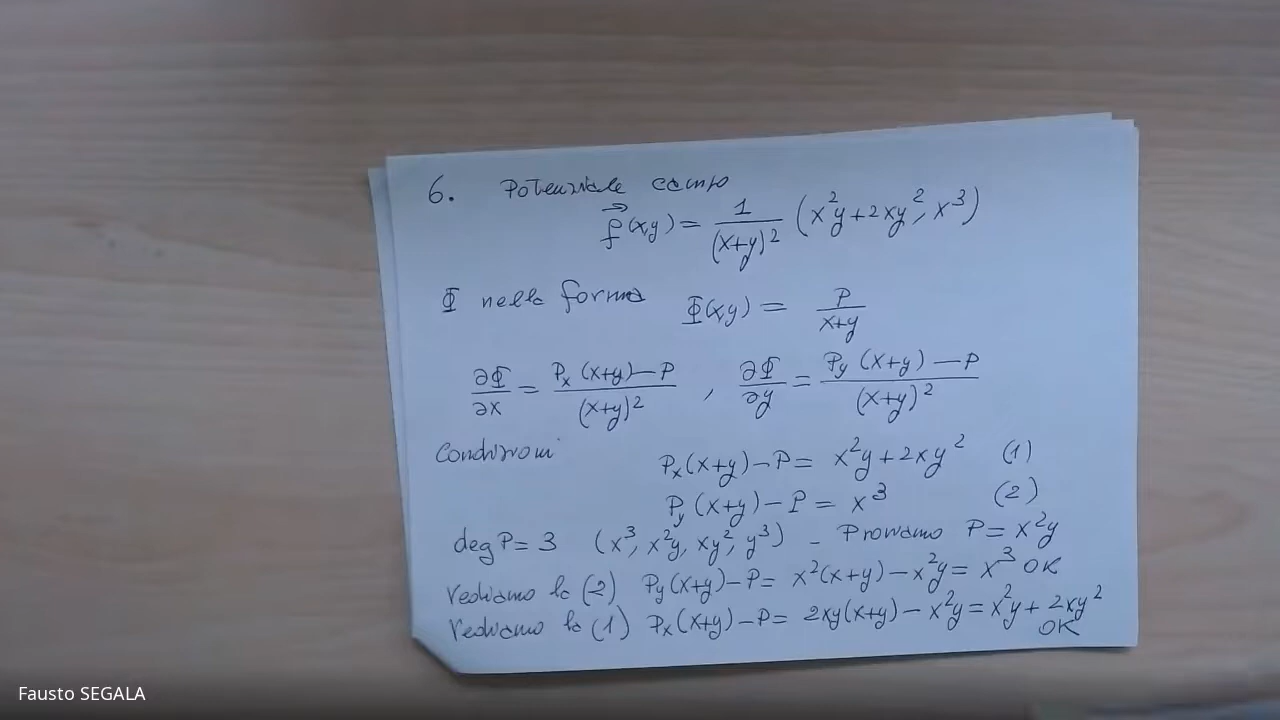 6. Potenziale campo
f⃗(x,y) = 1/(x+y)² (x²y+2xy², x³)
Φ nella forma Φ(x,y) = P/(x+y)
∂Φ/∂x = (Pₓ(x+y)−P)/(x+y)² , ∂Φ/∂y = (P_y(x+y)−P)/(x+y)²
Condizioni Pₓ(x+y)−P = x²y+2xy² (1)
P_y(x+y)−P = x³ (2)
deg P = 3 (x³, x²y, xy², y³) - Proviamo P = x²y
Vediamo la (2) P_y(x+y)−P = x²(x+y)−x²y = x³ OK
Vediamo la (1) Pₓ(x+y)−P = 2xy(x+y)−x²y = x²y+2xy²
OK
Fausto SEGALA